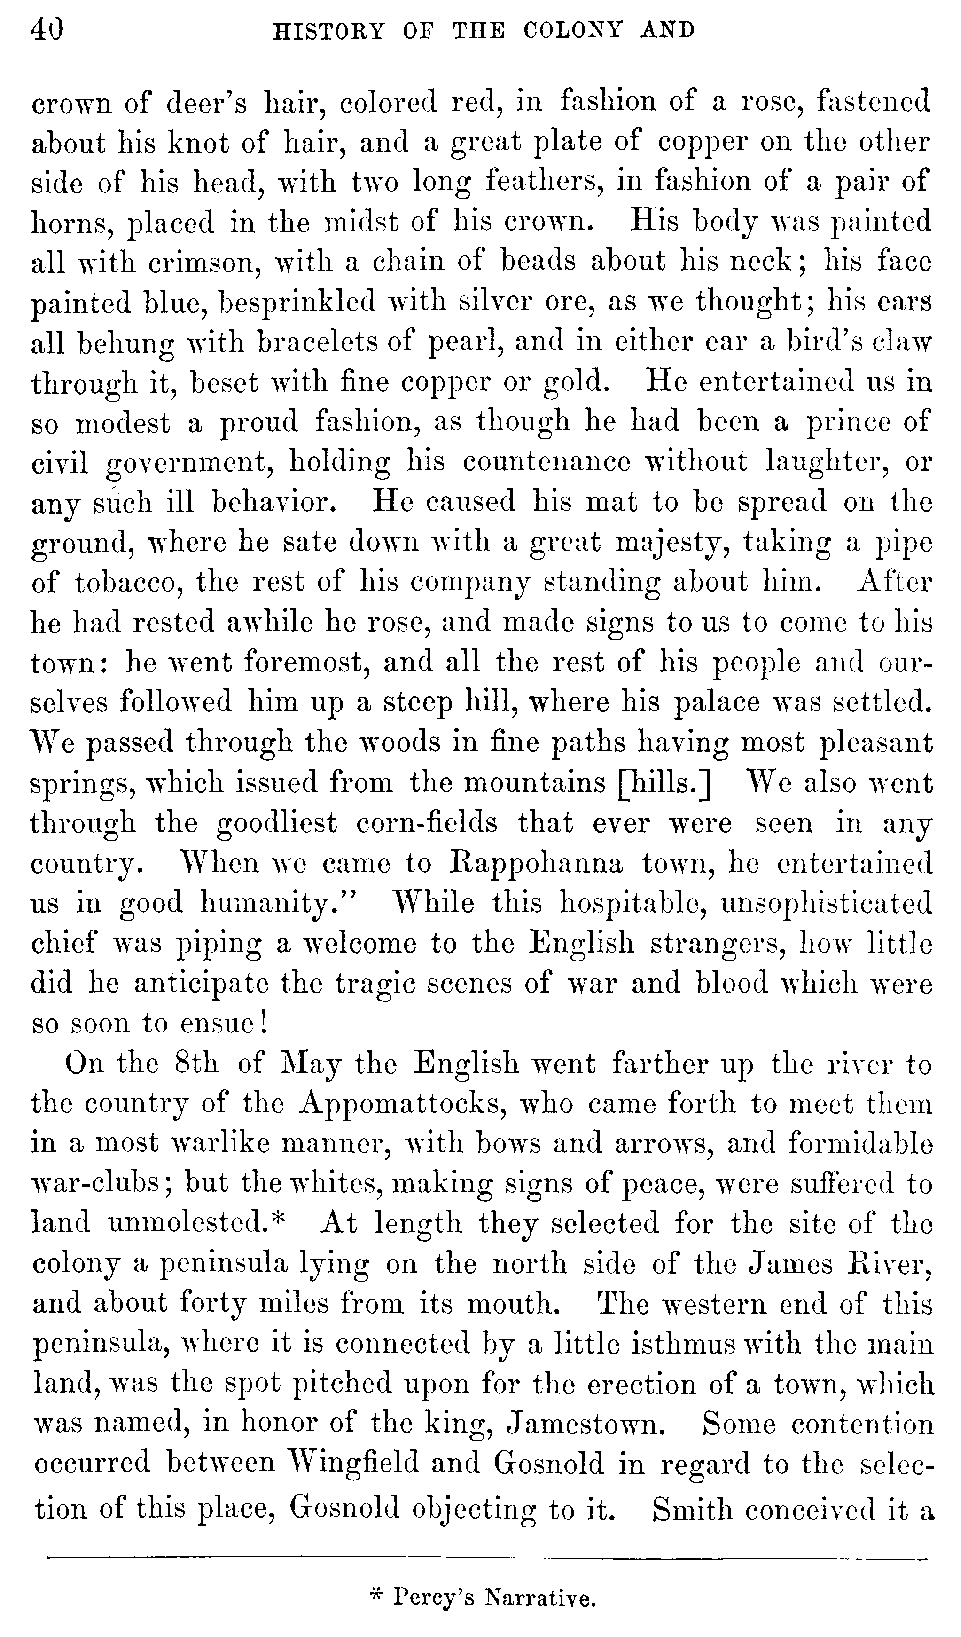 40 HISTORY OF THE COLONY AND
crown of deer's hair, colored red, in fashion of a rose, fastened
about his knot of hair, and a great plate of copper on the other
side of his head, with two long feathers, in fashion of a pair of
horns, placed in the midst of his crown. His body was painted
all with crimson, with a chain of beads about his neck; his face
painted blue, besprinkled with silver ore, as we thought; his ears
all behung with bracelets of pearl, and in either ear a bird's claw
through it, beset with fine copper or gold. He entertained us in
so modest a proud fashion, as though he had been a prince of
civil government, holding his countenance without laughter, or
any such ill behavior. He caused his mat to be spread on the
ground, where he sate down with a great majesty, taking a pipe
of tobacco, the rest of his company standing about him. After
he had rested awhile he rose, and made signs to us to come to his
town: he went foremost, and all the rest of his people and our-
selves followed him up a steep hill, where his palace was settled.
We passed through the woods in fine paths having most pleasant
springs, which issued from the mountains [hills.] We also went
through the goodliest corn-fields that ever were seen in any
country. When we came to Rappohanna town, he entertained
us in good humanity." While this hospitable, unsophisticated
chief was piping a welcome to the English strangers, how little
did he anticipate the tragic scenes of war and blood which were
so soon to ensue!
On the 8th of May the English went farther up the river to
the country of the Appomattocks, who came forth to meet them
in a most warlike manner, with bows and arrows, and formidable
war-clubs; but the whites, making signs of peace, were suffered to
land unmolested.* At length they selected for the site of the
colony a peninsula lying on the north side of the James River,
and about forty miles from its mouth. The western end of this
peninsula, where it is connected by a little isthmus with the main
land, was the spot pitched upon for the erection of a town, which
was named, in honor of the king, Jamestown. Some contention
occurred between Wingfield and Gosnold in regard to the selec-
tion of this place, Gosnold objecting to it. Smith conceived it a
* Percy's Narrative.